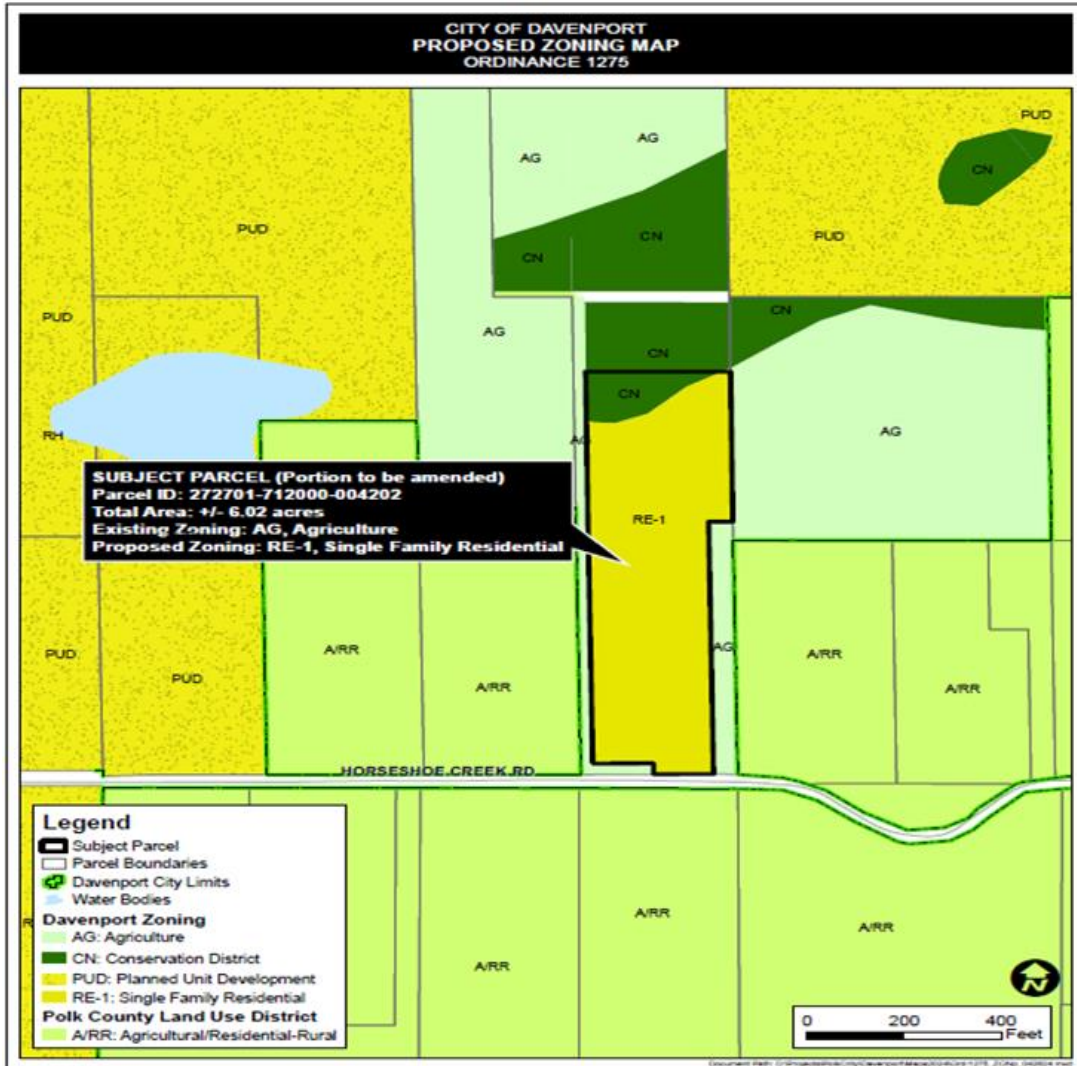 CITY OF DAVENPORT
PROPOSED ZONING MAP
ORDINANCE 1275
PUD
AG
AG
CN
PUD
CN
PUD
CN
CN
PUD
AG
CN
CN
RH
AG
AG
SUBJECT PARCEL (Portion to be amended)
Parcel ID: 272701-712000-004202
Total Area: +/- 6.02 acres
Existing Zoning: AG, Agriculture
Proposed Zoning: RE-1, Single Family Residential
RE-1
A/RR
PUD
PUD
A/RR
AG
A/RR
A/RR
HORSESHOE CREEK RD
Legend
Subject Parcel
Parcel Boundaries
Davenport City Limits
Water Bodies
Davenport Zoning
AG: Agriculture
CN: Conservation District
PUD: Planned Unit Development
RE-1: Single Family Residential
Polk County Land Use District
A/RR: Agricultural/Residential-Rural
A/RR
A/RR
A/RR
N
0 200 400
Feet